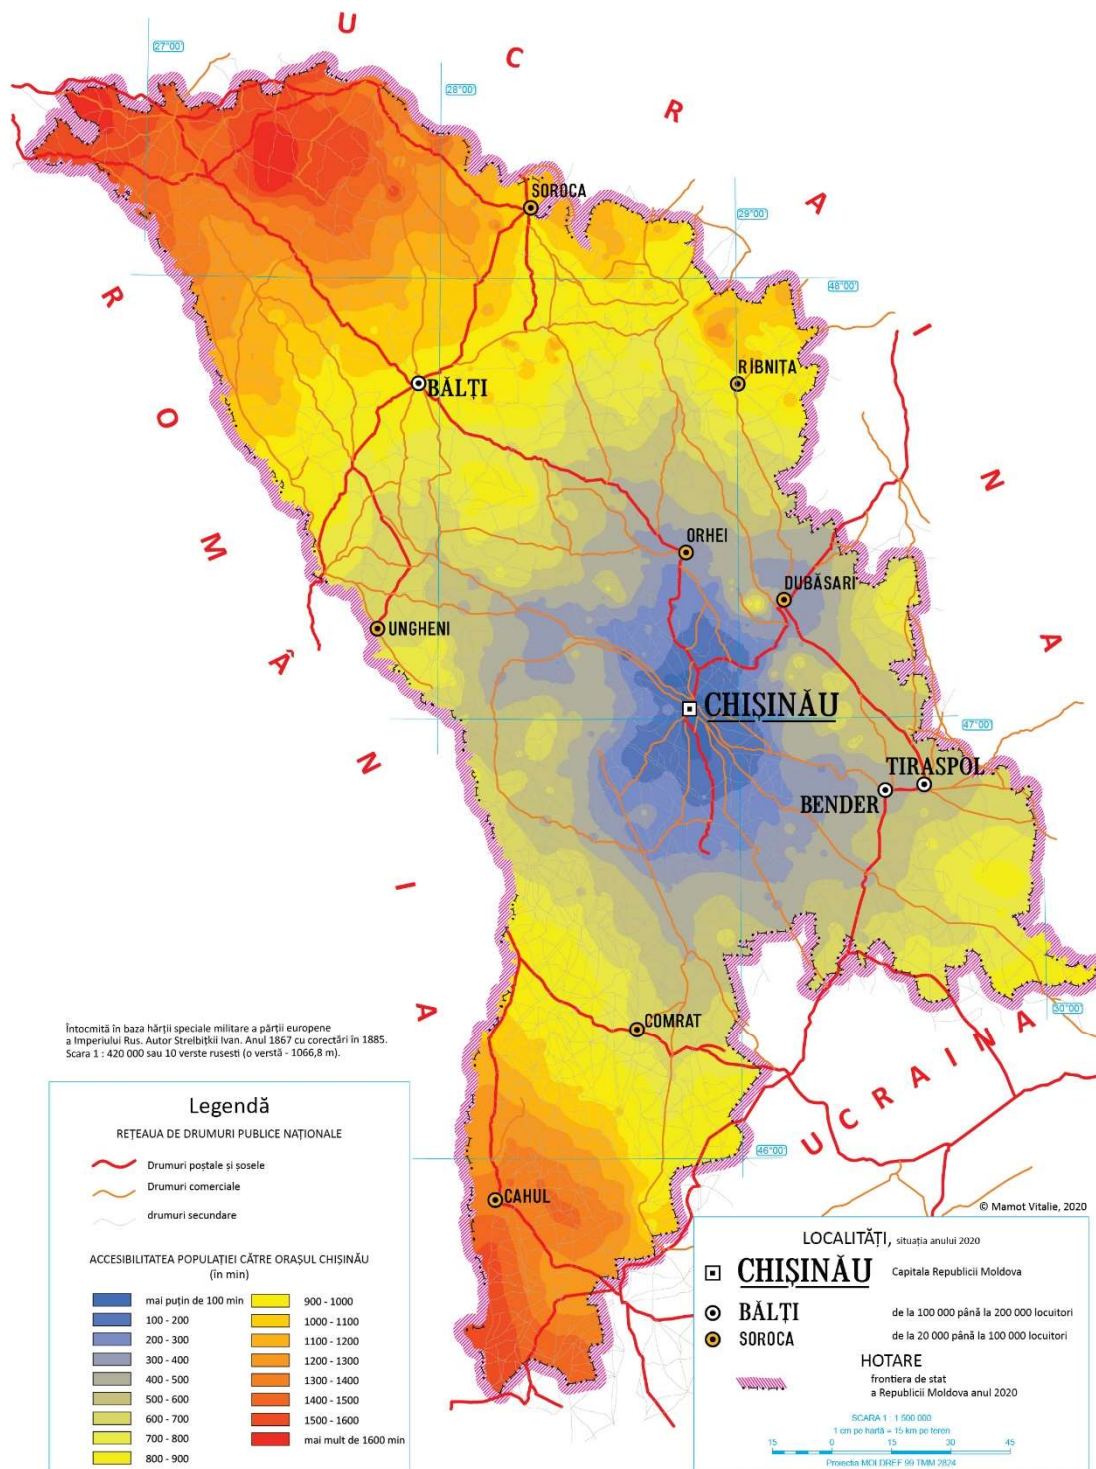 U C R A I N A
R O M Â N I A
U C R A I N A
27°00'
28°00'
29°00'
48°00'
47°00'
30°00'
46°00'
SOROCA
RÎBNIȚA
BĂLȚI
ORHEI
DUBĂSARI
UNGHENI
CHIȘINĂU
TIRASPOL
BENDER
COMRAT
CAHUL
Întocmită în baza hărții speciale militare a părții europene
a Imperiului Rus. Autor Strelbițkii Ivan. Anul 1867 cu corectări în 1885.
Scara 1 : 420 000 sau 10 verste rusești (o verstă - 1066,8 m).
Legendă
REȚEAUA DE DRUMURI PUBLICE NAȚIONALE
Drumuri poștale și șosele
Drumuri comerciale
drumuri secundare
ACCESIBILITATEA POPULAȚIEI CĂTRE ORAȘUL CHIȘINĂU
(în min)
mai puțin de 100 min
100 - 200
200 - 300
300 - 400
400 - 500
500 - 600
600 - 700
700 - 800
800 - 900
900 - 1000
1000 - 1100
1100 - 1200
1200 - 1300
1300 - 1400
1400 - 1500
1500 - 1600
mai mult de 1600 min
© Mamot Vitalie, 2020
LOCALITĂȚI, situația anului 2020
CHIȘINĂU Capitala Republicii Moldova
BĂLȚI de la 100 000 până la 200 000 locuitori
SOROCA de la 20 000 până la 100 000 locuitori
HOTARE
frontiera de stat
a Republicii Moldova anul 2020
SCARA 1 : 1 500 000
1 cm pe hartă = 15 km pe teren
15 0 15 30 45
Proiecția MOLDREF 99 TMM 2824